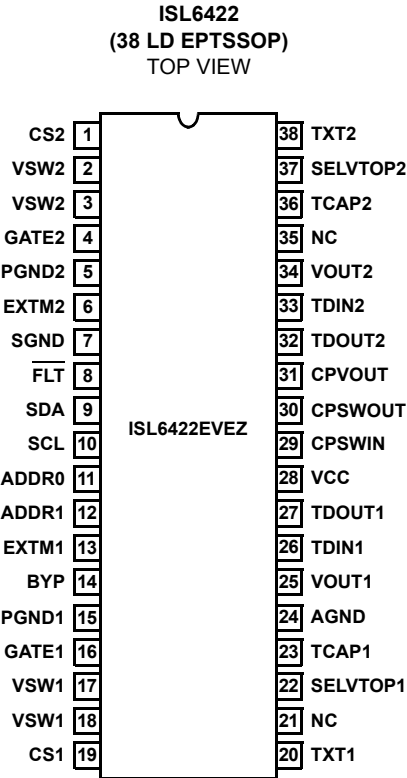 ISL6422
(38 LD EPTSSOP)
TOP VIEW
CS2 1 38 TXT2
VSW2 2 37 SELVTOP2
VSW2 3 36 TCAP2
GATE2 4 35 NC
PGND2 5 34 VOUT2
EXTM2 6 33 TDIN2
SGND 7 32 TDOUT2
FLT 8 31 CPVOUT
SDA 9 30 CPSWOUT
ISL6422EVEZ
SCL 10 29 CPSWIN
ADDR0 11 28 VCC
ADDR1 12 27 TDOUT1
EXTM1 13 26 TDIN1
BYP 14 25 VOUT1
PGND1 15 24 AGND
GATE1 16 23 TCAP1
VSW1 17 22 SELVTOP1
VSW1 18 21 NC
CS1 19 20 TXT1